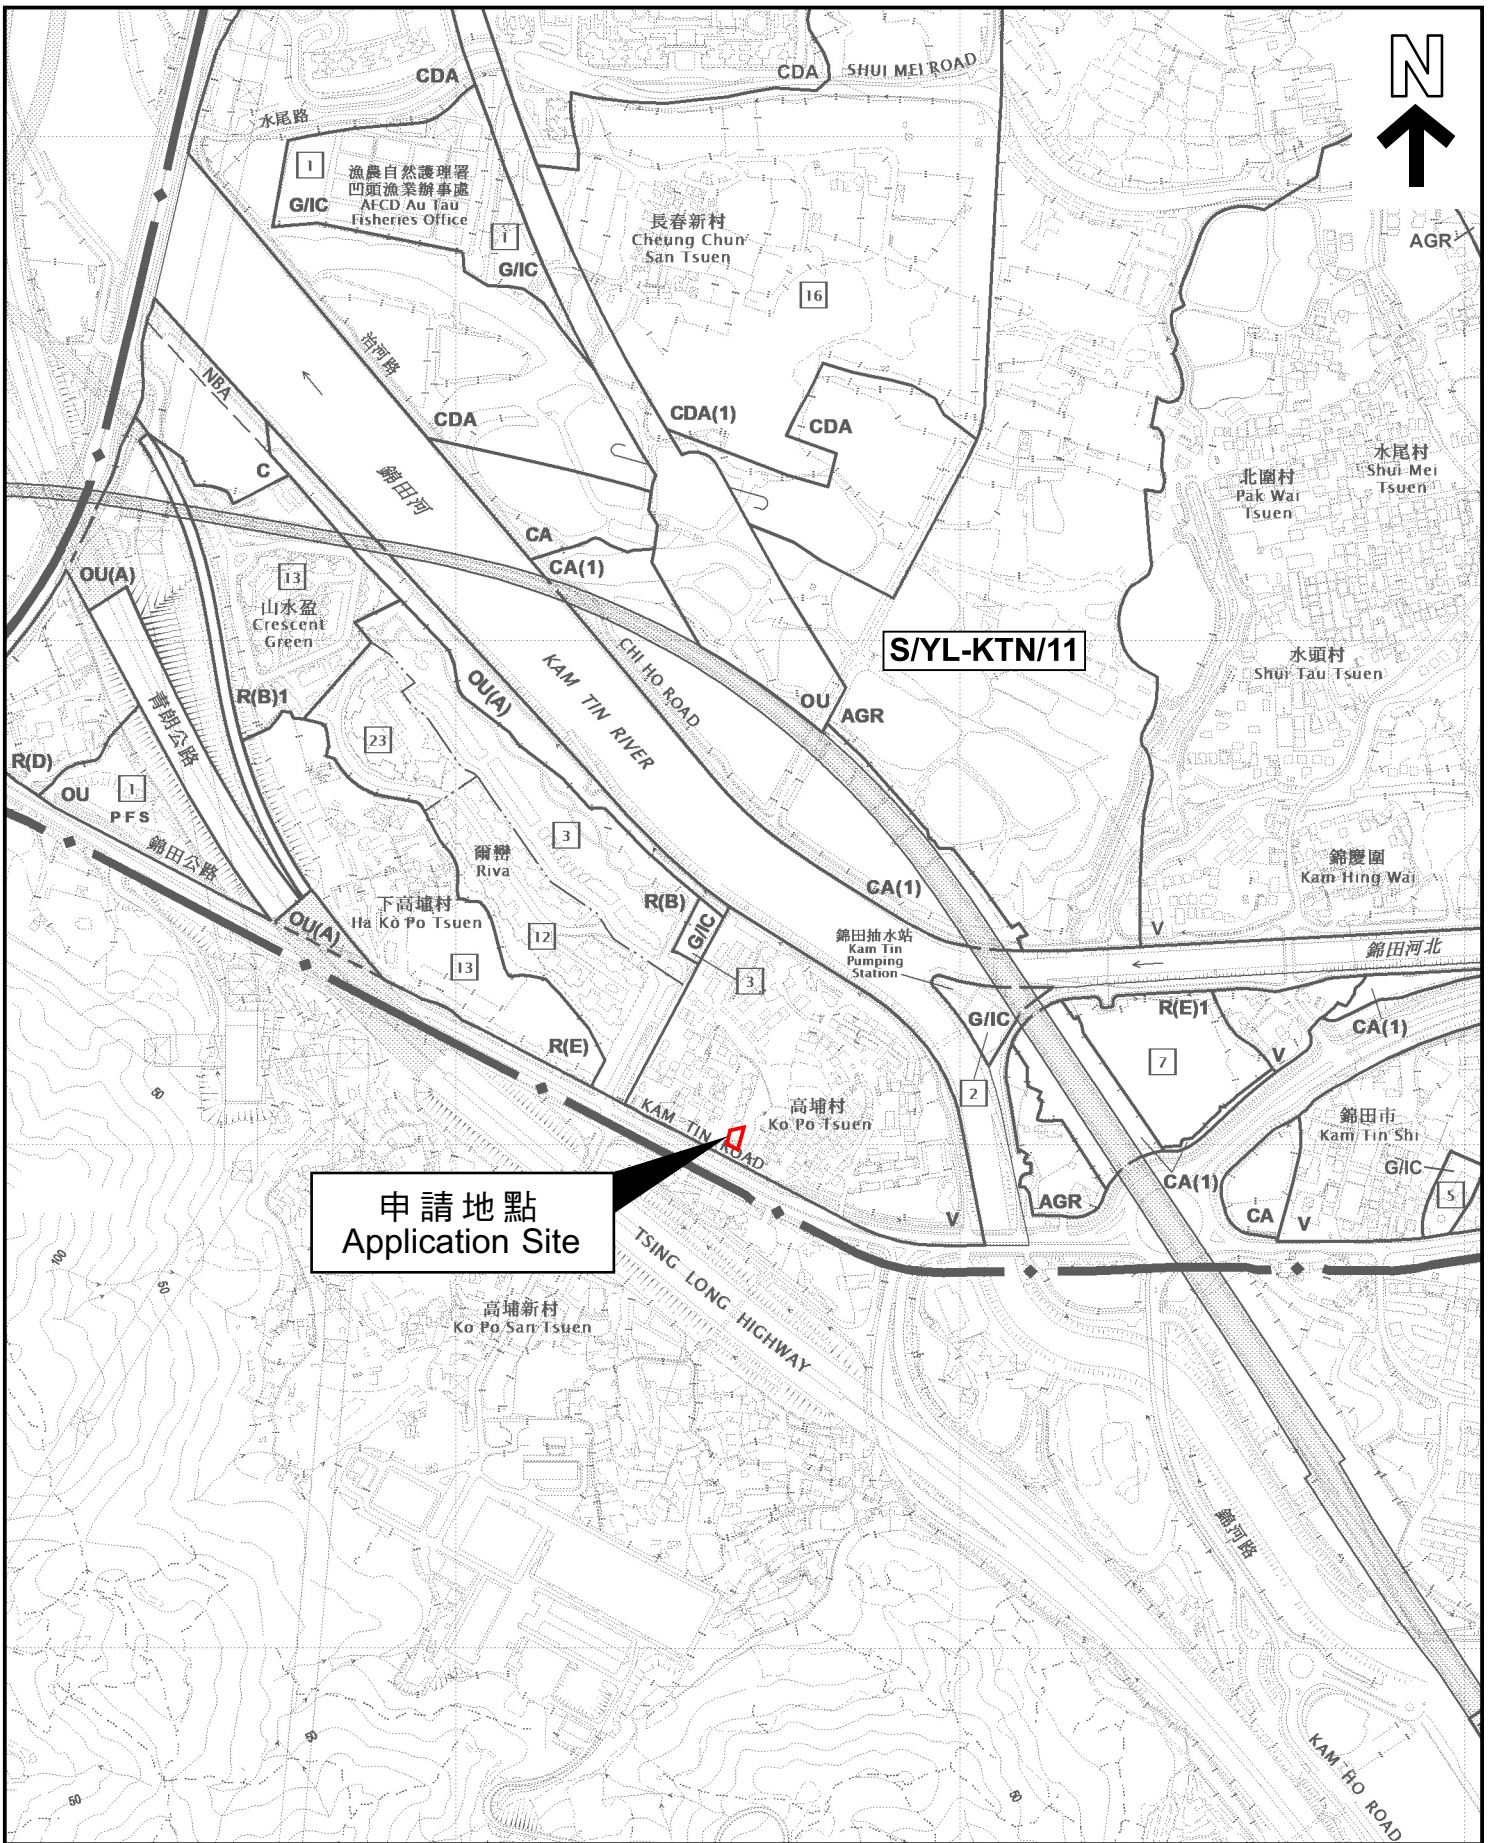 N
CDA
CDA
SHUI MEI ROAD
水尾路
1
漁農自然護理署
凹頭漁業辦事處
AFCD Au Tau
Fisheries Office
G/IC
1
G/IC
長春新村
Cheung Chun
San Tsuen
AGR
16
治河路
NBA
CDA
CDA(1)
CDA
C
錦田河
水尾村
Shui Mei
Tsuen
北圍村
Pak Wai
Tsuen
CA
CA(1)
OU(A)
13
山水盈
Crescent
Green
S/YL-KTN/11
CHI HO ROAD
KAM TIN RIVER
水頭村
Shui Tau Tsuen
OU(A)
R(B)1
青朗公路
OU
AGR
23
R(D)
OU
1
PFS
3
錦田公路
爾巒
Riva
錦慶圍
Kam Hing Wai
CA(1)
R(B)
G/IC
下高埔村
Ha Ko Po Tsuen
OU(A)
12
13
V
錦田河北
錦田抽水站
Kam Tin
Pumping
Station
3
R(E)1
G/IC
CA(1)
R(E)
7
V
2
KAM TIN ROAD
高埔村
Ko Po Tsuen
錦田市
Kam Tin Shi
G/IC
5
CA(1)
AGR
V
CA
V
申請地點
Application Site
TSING LONG HIGHWAY
高埔新村
Ko Po San Tsuen
50
100
50
錦河路
KAM HO ROAD
50
50
50